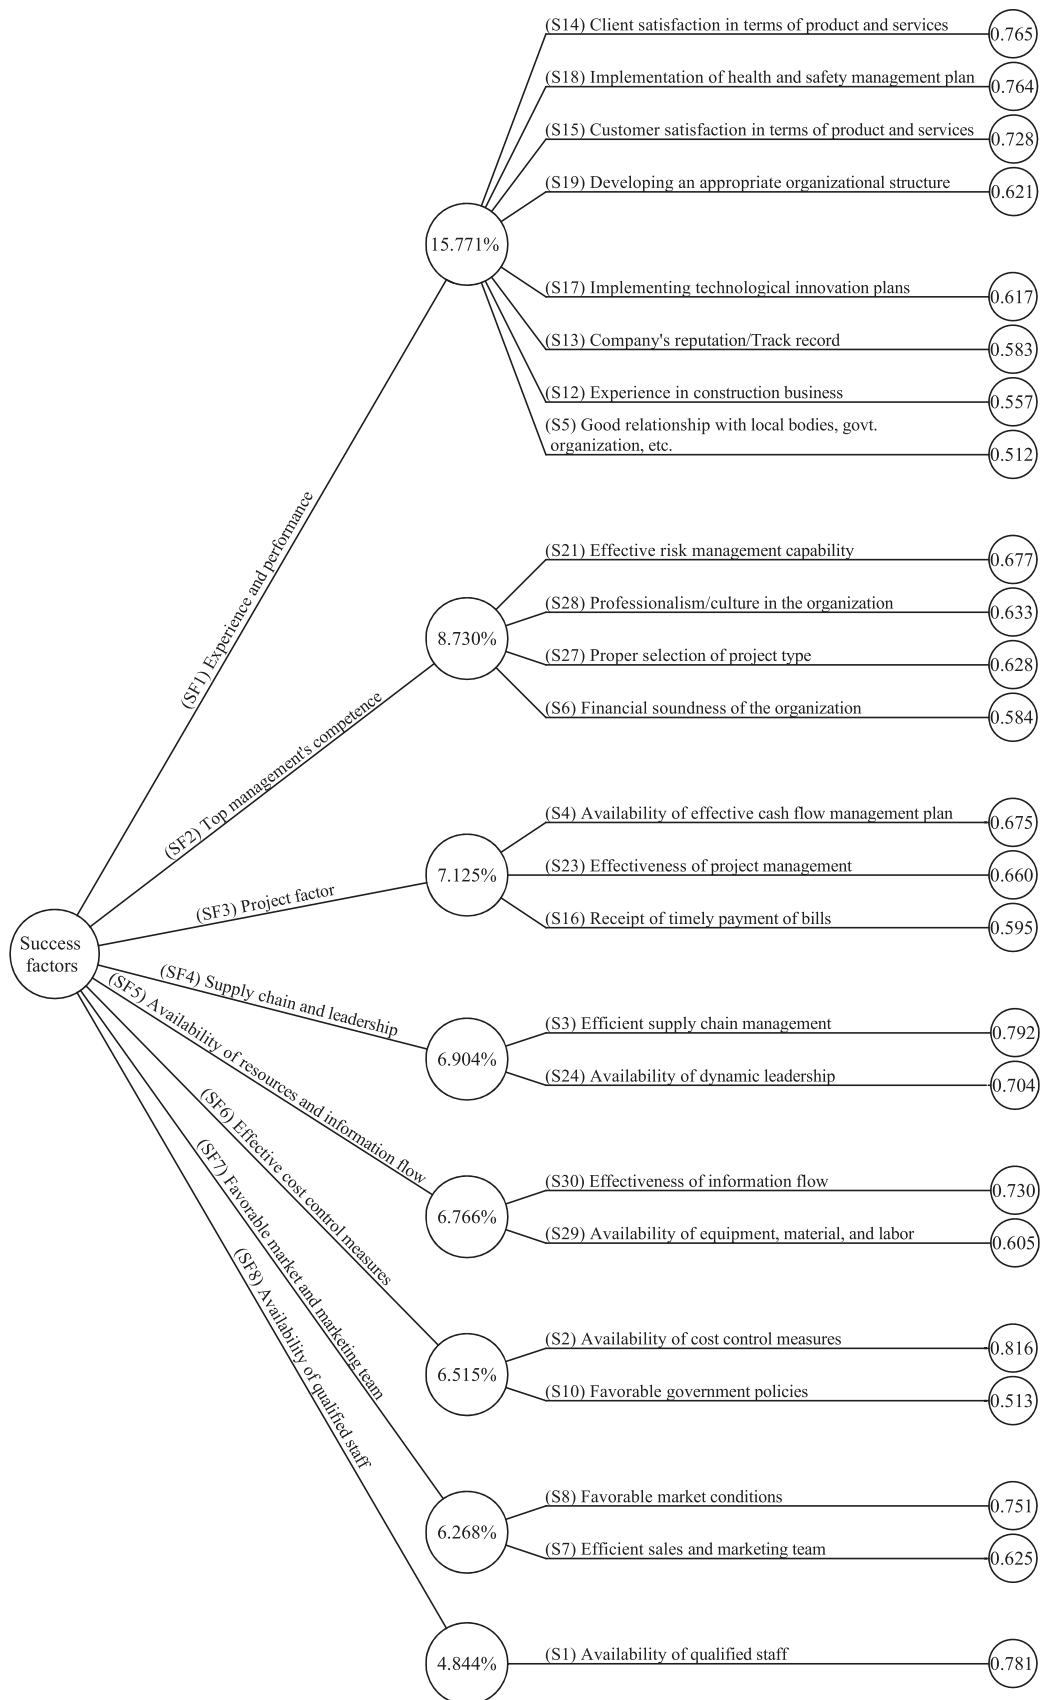 (S14) Client satisfaction in terms of product and services
0.765
(S18) Implementation of health and safety management plan
0.764
(S15) Customer satisfaction in terms of product and services
0.728
(S19) Developing an appropriate organizational structure
0.621
15.771%
(S17) Implementing technological innovation plans
0.617
(S13) Company's reputation/Track record
0.583
(S12) Experience in construction business
0.557
(S5) Good relationship with local bodies, govt.
organization, etc.
0.512
(SF1) Experience and performance
(S21) Effective risk management capability
0.677
(S28) Professionalism/culture in the organization
0.633
8.730%
(S27) Proper selection of project type
0.628
(S6) Financial soundness of the organization
0.584
(SF2) Top management's competence
(S4) Availability of effective cash flow management plan
0.675
(S23) Effectiveness of project management
0.660
7.125%
(S16) Receipt of timely payment of bills
0.595
(SF3) Project factor
Success
factors
(SF4) Supply chain and leadership
(S3) Efficient supply chain management
0.792
6.904%
(S24) Availability of dynamic leadership
0.704
(SF5) Availability of resources and information flow
(S30) Effectiveness of information flow
0.730
6.766%
(S29) Availability of equipment, material, and labor
0.605
(SF6) Effective cost control measures
(S2) Availability of cost control measures
0.816
6.515%
(S10) Favorable government policies
0.513
(SF7) Favorable market and marketing team
(S8) Favorable market conditions
0.751
6.268%
(S7) Efficient sales and marketing team
0.625
(SF8) Availability of qualified staff
(S1) Availability of qualified staff
0.781
4.844%